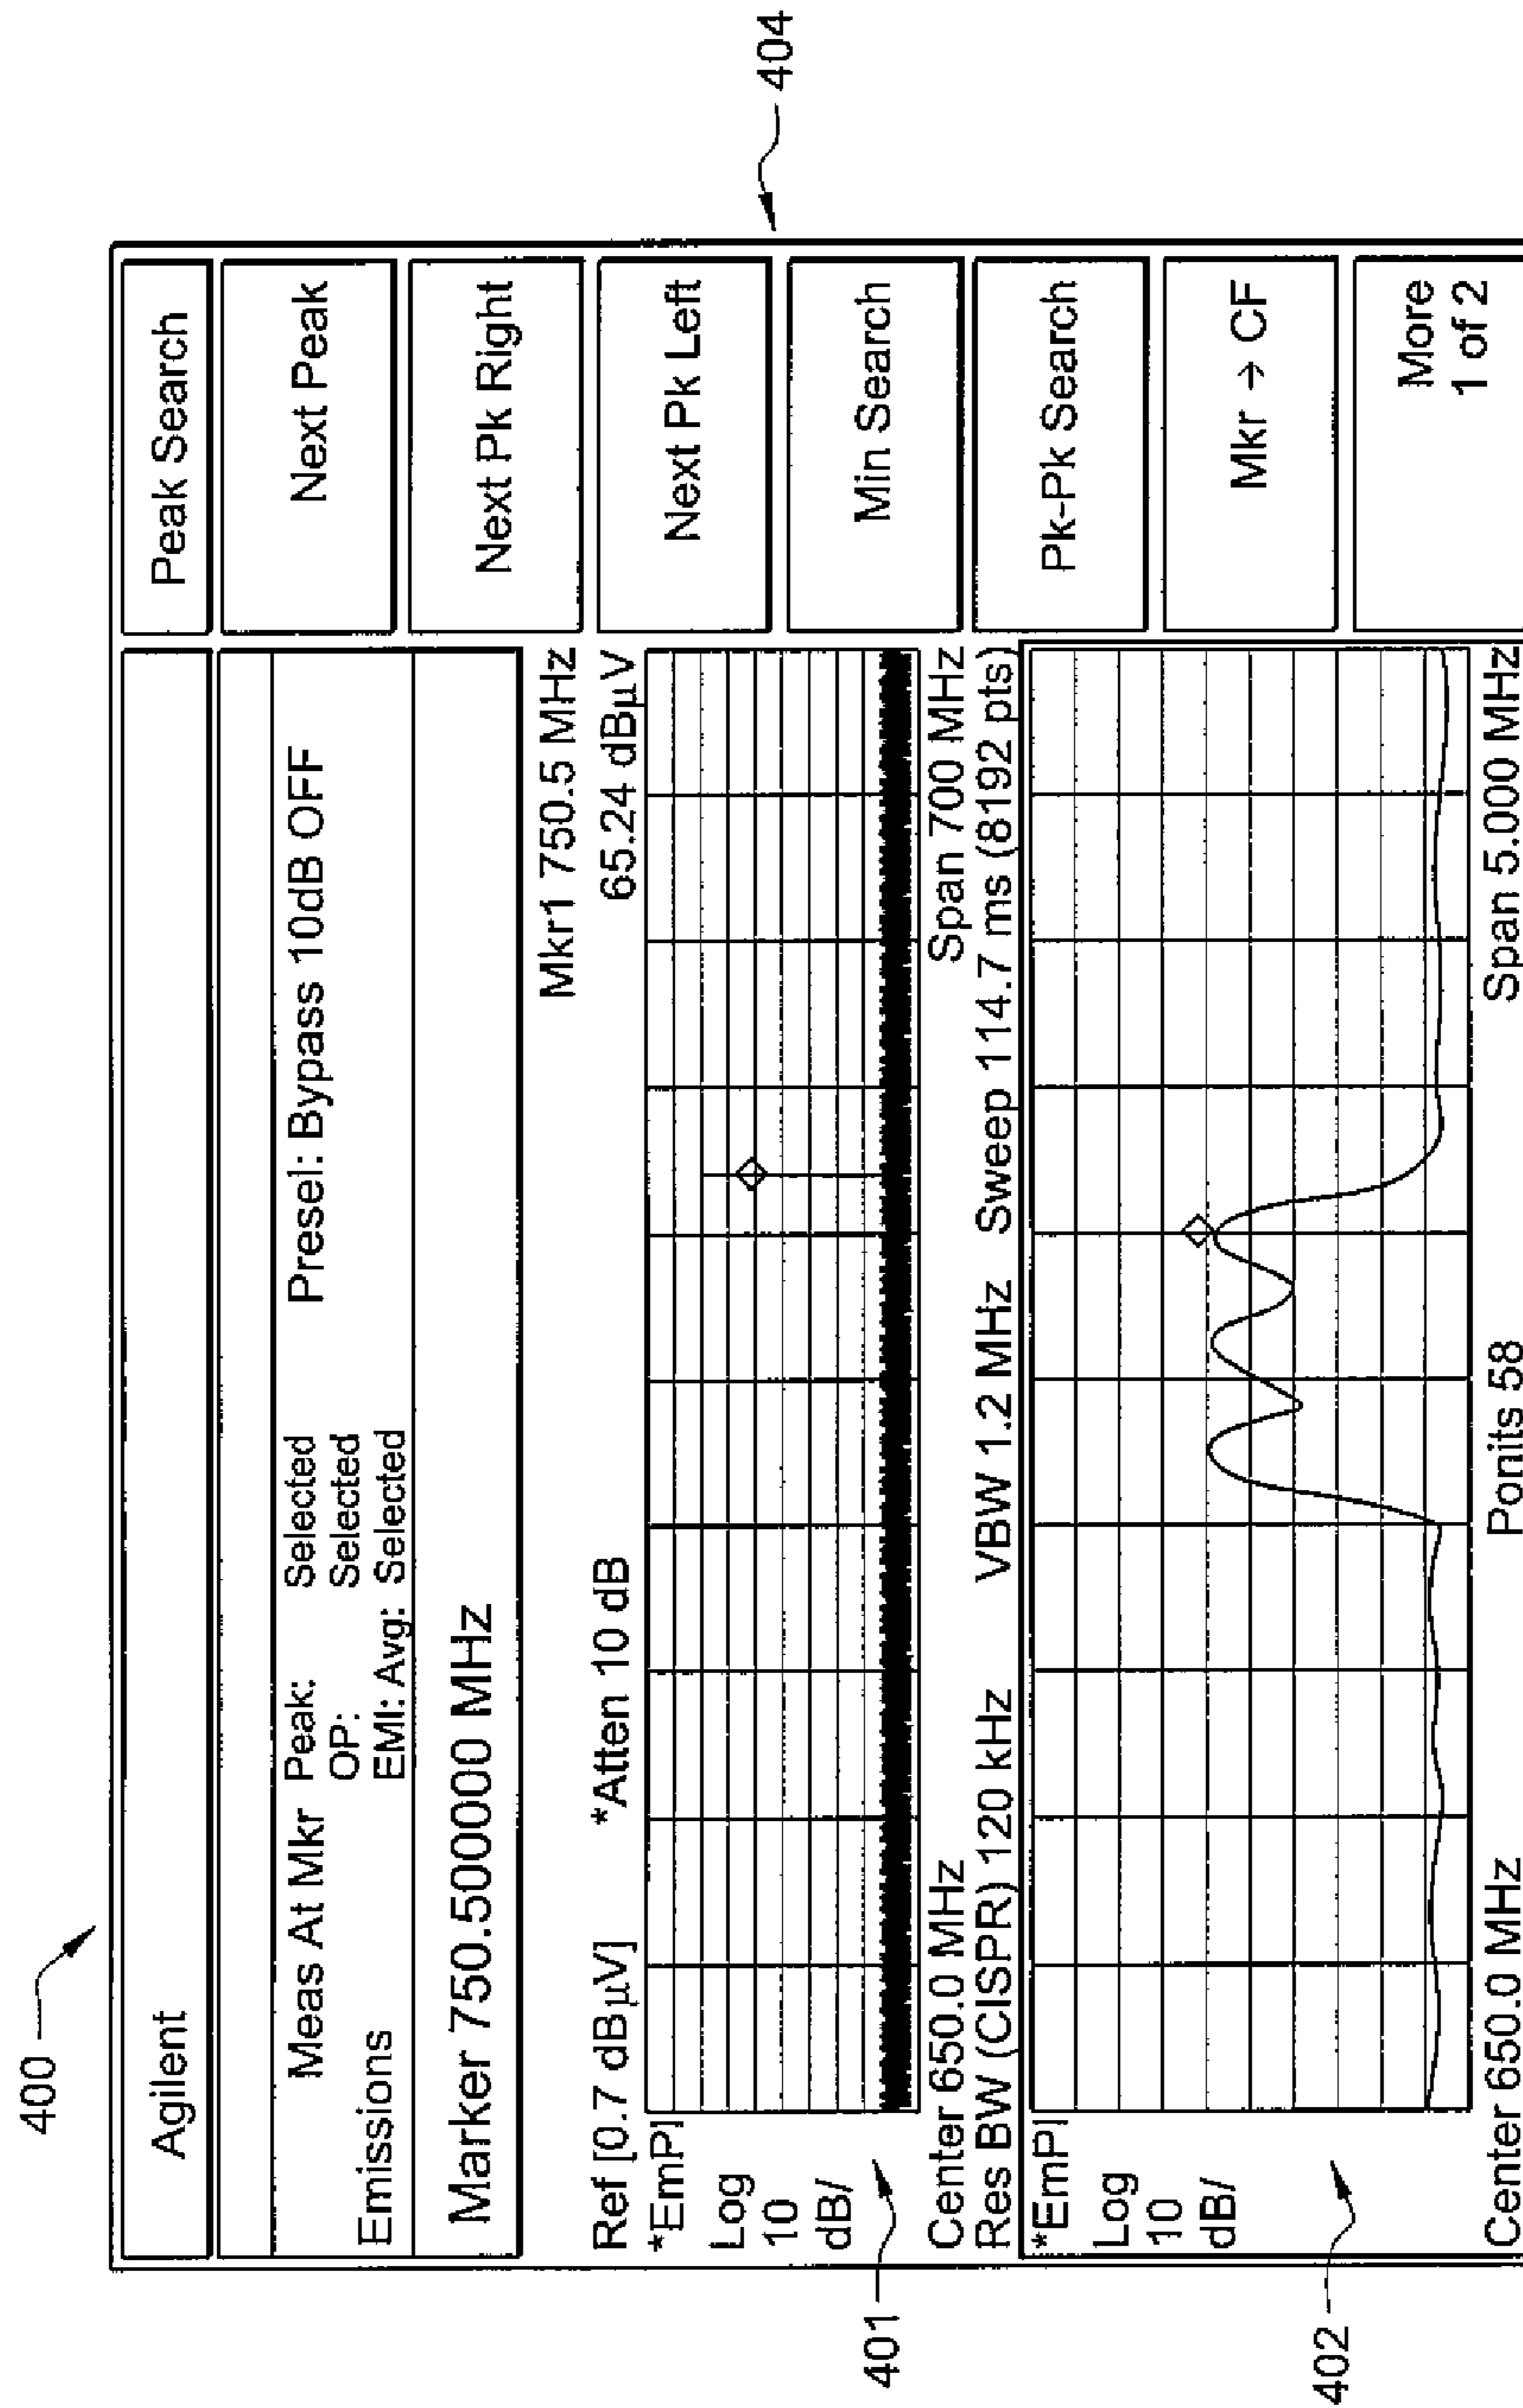 400
Agilent
Peak Search
Meas At Mkr Peak: Selected Presel: Bypass 10dB OFF
OP: Selected
Emissions EMI: Avg: Selected
Next Peak
Marker 750.50000 MHz
Next Pk Right
Mkr1 750.5 MHz
Ref [0.7 dBµV] *Atten 10 dB 65.24 dBµV
*EmP]
Log
10
dB/
Next Pk Left
401
Min Search
404
Center 650.0 MHz Span 700 MHz
Res BW (CISPR) 120 kHz VBW 1.2 MHz Sweep 114.7 ms (8192 pts)
*EmP]
Log
10
dB/
Pk-Pk Search
Mkr → CF
402
More
1 of 2
Center 650.0 MHz Ponits 58 Span 5.000 MHz